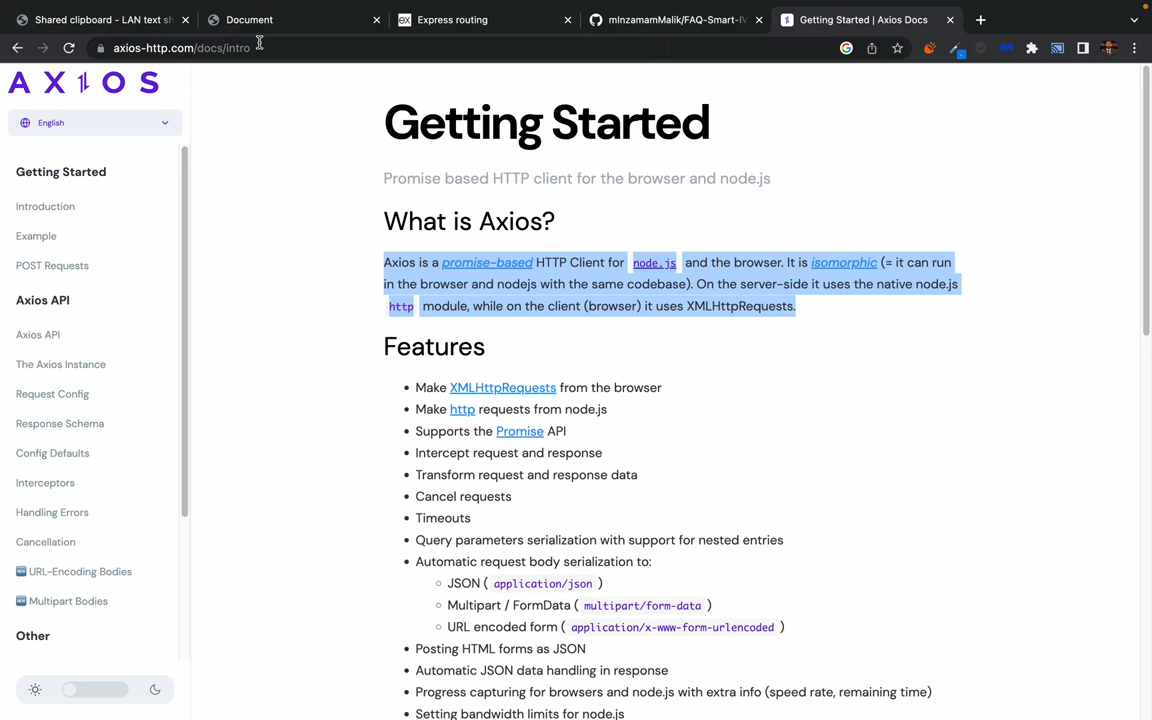 Shared clipboard - LAN text sh
Document
Express routing
mInzamamMalik/FAQ-Smart-IV
Getting Started | Axios Docs
axios-http.com/docs/intro
AXIOS
English
Getting Started
Introduction
Example
POST Requests
Axios API
Axios API
The Axios Instance
Request Config
Response Schema
Config Defaults
Interceptors
Handling Errors
Cancellation
🆕 URL-Encoding Bodies
🆕 Multipart Bodies
Other
Getting Started
Promise based HTTP client for the browser and node.js
What is Axios?
Axios is a promise-based HTTP Client for node.js and the browser. It is isomorphic (= it can run
in the browser and nodejs with the same codebase). On the server-side it uses the native node.js
http module, while on the client (browser) it uses XMLHttpRequests.
Features
• Make XMLHttpRequests from the browser
• Make http requests from node.js
• Supports the Promise API
• Intercept request and response
• Transform request and response data
• Cancel requests
• Timeouts
• Query parameters serialization with support for nested entries
• Automatic request body serialization to:
◦ JSON ( application/json )
◦ Multipart / FormData ( multipart/form-data )
◦ URL encoded form ( application/x-www-form-urlencoded )
• Posting HTML forms as JSON
• Automatic JSON data handling in response
• Progress capturing for browsers and node.js with extra info (speed rate, remaining time)
• Setting bandwidth limits for node.js